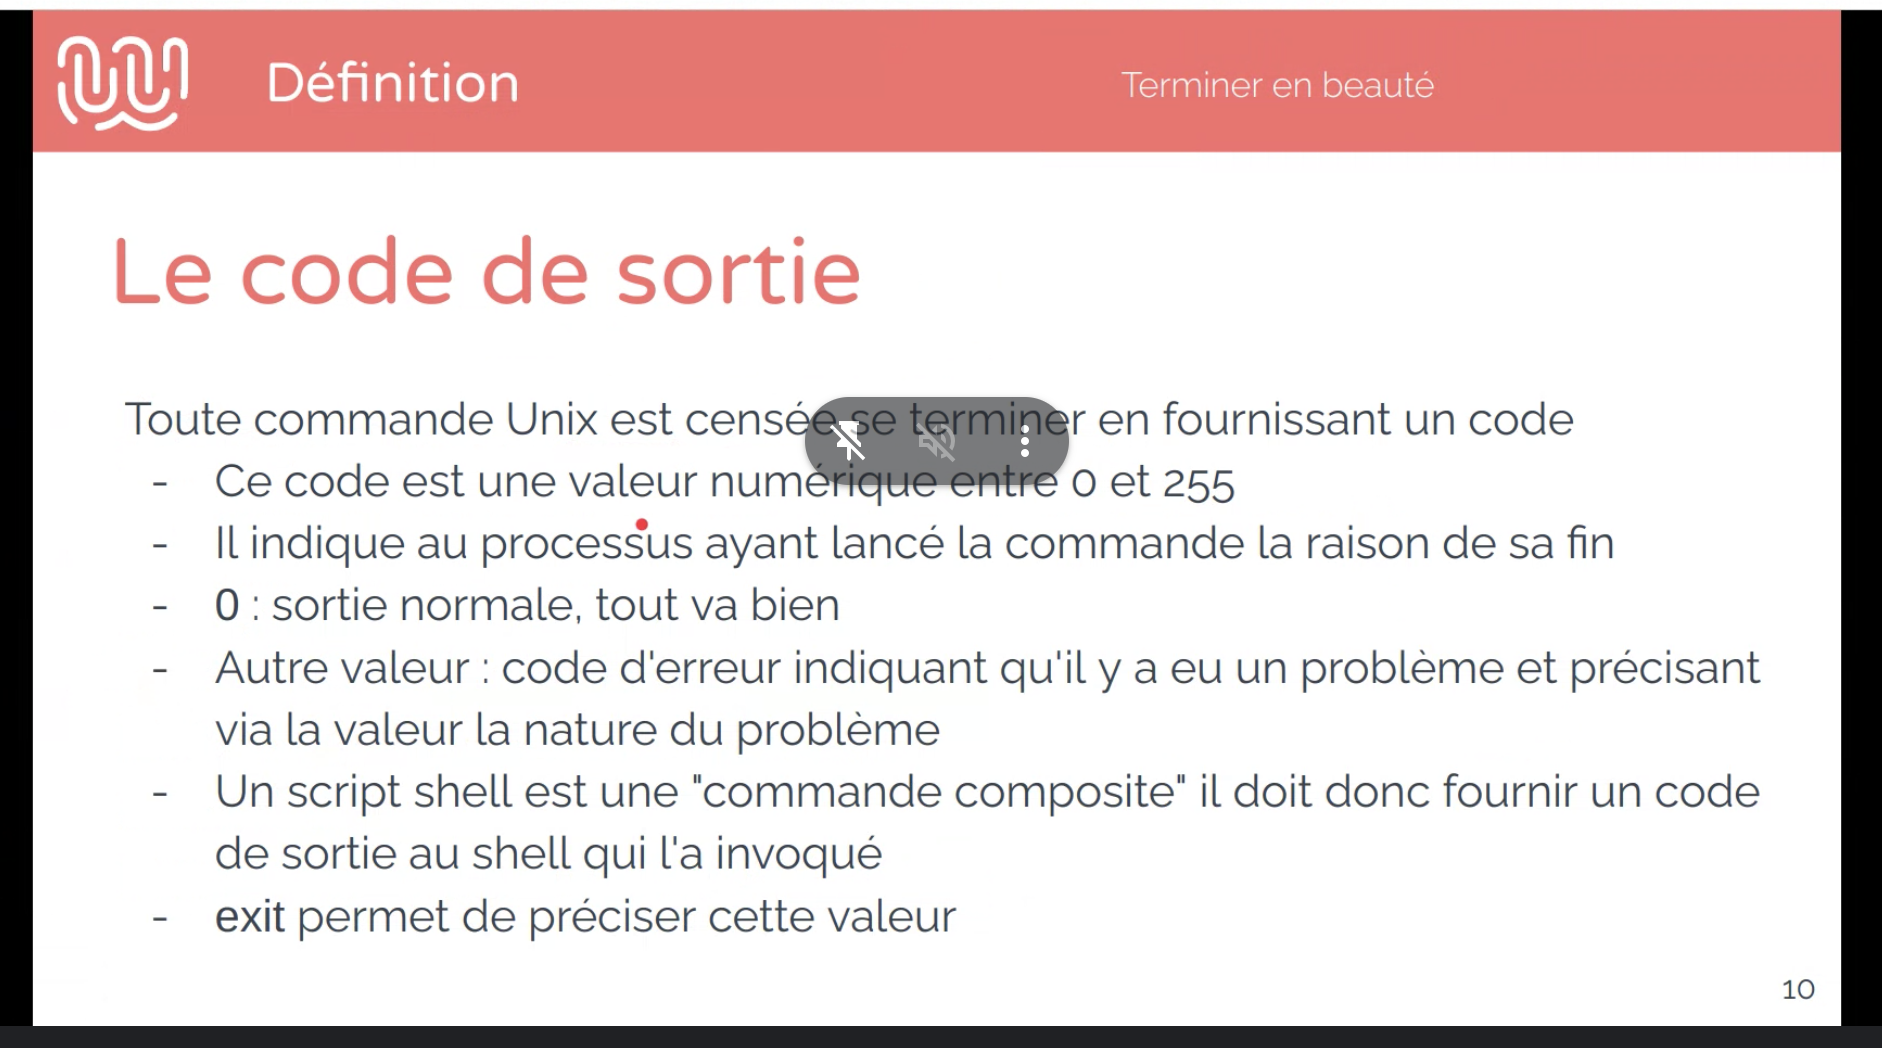 Définition
Terminer en beauté
Le code de sortie
Toute commande Unix est censée se terminer en fournissant un code
- Ce code est une valeur numérique entre 0 et 255
- Il indique au processus ayant lancé la commande la raison de sa fin
- 0 : sortie normale, tout va bien
- Autre valeur : code d'erreur indiquant qu'il y a eu un problème et précisant
via la valeur la nature du problème
- Un script shell est une "commande composite" il doit donc fournir un code
de sortie au shell qui l'a invoqué
- exit permet de préciser cette valeur
10